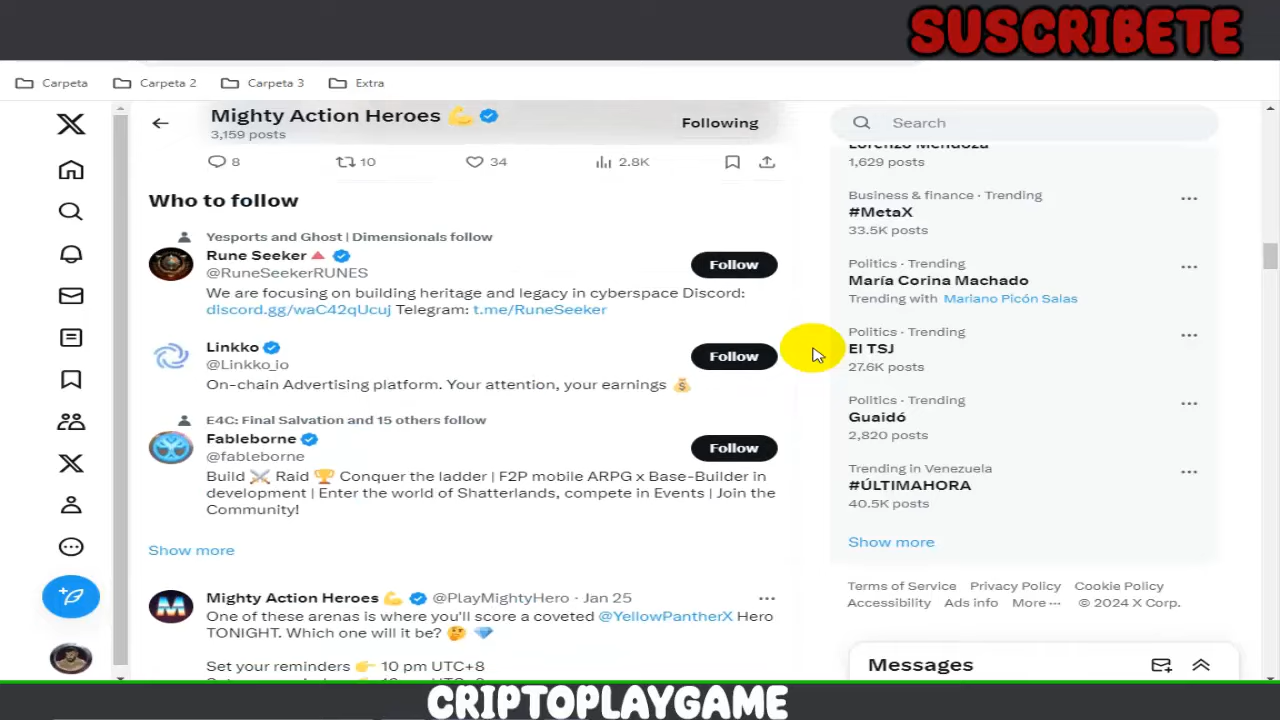 SUSCRIBETE
Carpeta
Carpeta 2
Carpeta 3
Extra
Mighty Action Heroes 💪
3,159 posts
Following
8
10
34
2.8K
Who to follow
Yesports and Ghost | Dimensionals follow
Rune Seeker 🔺
@RuneSeekerRUNES
Follow
We are focusing on building heritage and legacy in cyberspace Discord:
discord.gg/waC42qUcuj Telegram: t.me/RuneSeeker
Linkko
@Linkko_io
Follow
On-chain Advertising platform. Your attention, your earnings 💰
E4C: Final Salvation and 15 others follow
Fableborne
@fableborne
Follow
Build ⚔️ Raid 🏆 Conquer the ladder | F2P mobile ARPG x Base-Builder in
development | Enter the world of Shatterlands, compete in Events | Join the
Community!
Show more
Mighty Action Heroes 💪 @PlayMightyHero · Jan 25
One of these arenas is where you'll score a coveted @YellowPantherX Hero
TONIGHT. Which one will it be? 🤔 💎
Set your reminders 👉 10 pm UTC+8
Search
Lorenzo Mendoza
1,629 posts
Business & finance · Trending
#MetaX
33.5K posts
Politics · Trending
María Corina Machado
Trending with Mariano Picón Salas
Politics · Trending
El TSJ
27.6K posts
Politics · Trending
Guaidó
2,820 posts
Trending in Venezuela
#ÚLTIMAHORA
40.5K posts
Show more
Terms of Service Privacy Policy Cookie Policy
Accessibility Ads info More ··· © 2024 X Corp.
Messages
CRIPTOPLAYGAME